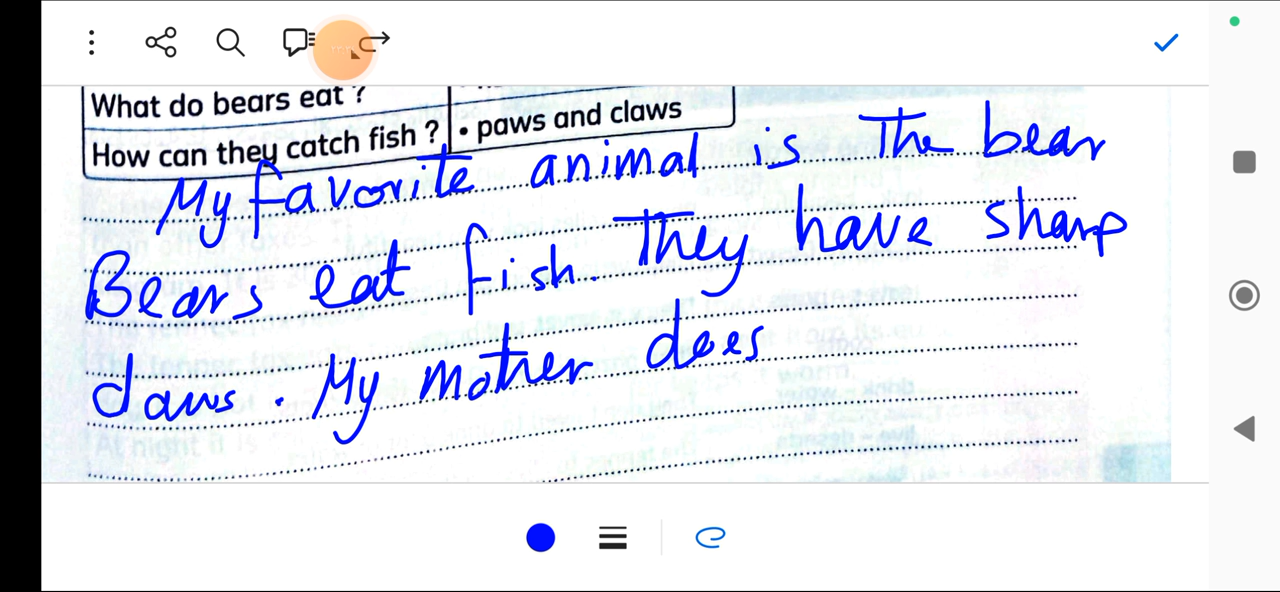 What do bears eat ?
How can they catch fish ? • paws and claws
My favorite animal is the bear
Bears eat fish. They have sharp
claws. My mother does